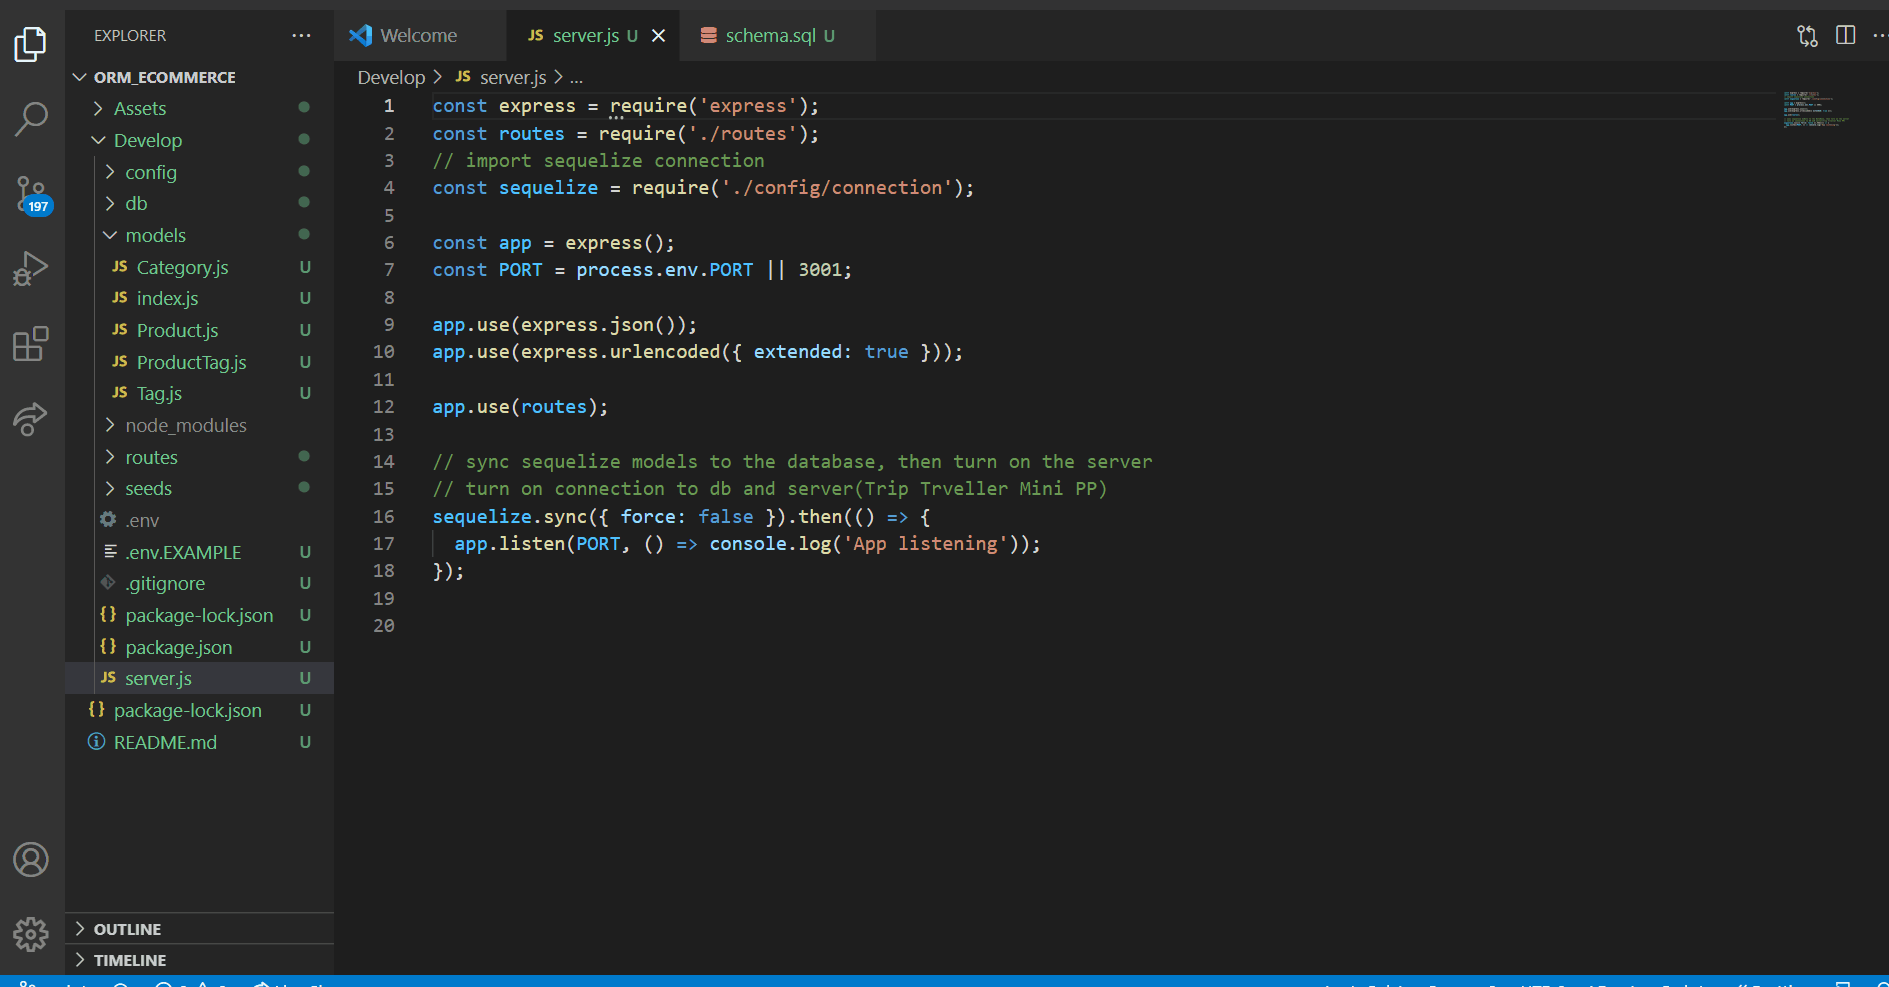 EXPLORER
ORM_ECOMMERCE
Assets
Develop
config
db
models
JS Category.js U
JS index.js U
JS Product.js U
JS ProductTag.js U
JS Tag.js U
node_modules
routes
seeds
.env
.env.EXAMPLE U
.gitignore U
{} package-lock.json U
{} package.json U
JS server.js U
{} package-lock.json U
README.md U
OUTLINE
TIMELINE
197
Welcome
JS server.js U
schema.sql U
Develop > JS server.js > ...
1 const express = require('express');
2 const routes = require('./routes');
3 // import sequelize connection
4 const sequelize = require('./config/connection');
5
6 const app = express();
7 const PORT = process.env.PORT || 3001;
8
9 app.use(express.json());
10 app.use(express.urlencoded({ extended: true }));
11
12 app.use(routes);
13
14 // sync sequelize models to the database, then turn on the server
15 // turn on connection to db and server(Trip Trveller Mini PP)
16 sequelize.sync({ force: false }).then(() => {
17 app.listen(PORT, () => console.log('App listening'));
18 });
19
20